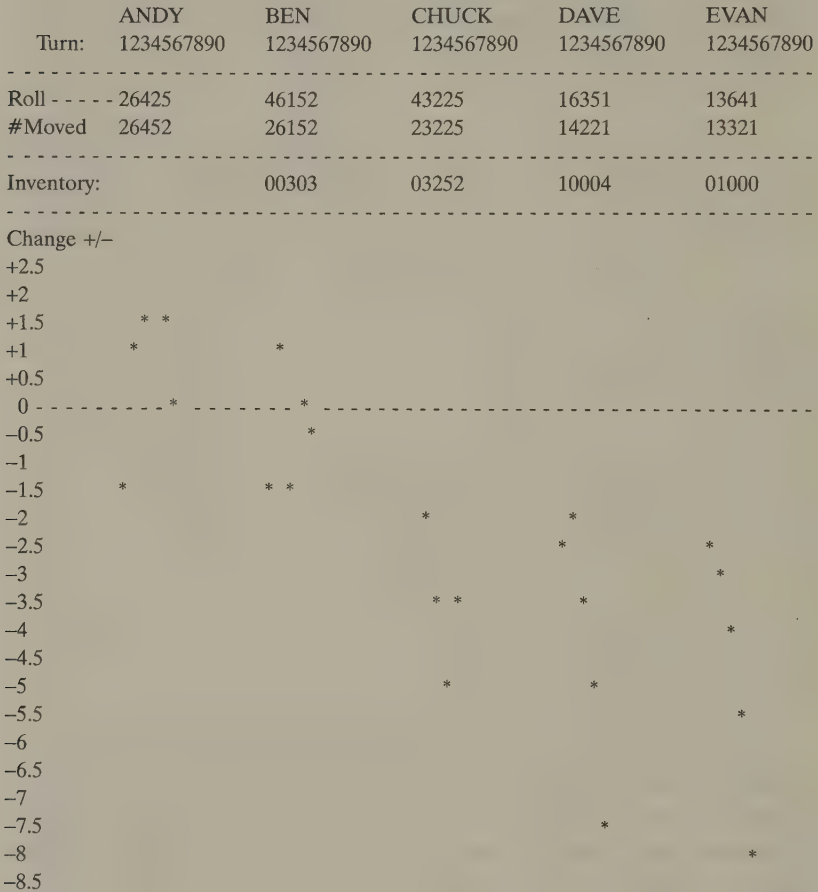 ANDY BEN CHUCK DAVE EVAN
Turn: 1234567890 1234567890 1234567890 1234567890 1234567890
Roll - - - - - 26425 46152 43225 16351 13641
#Moved 26452 26152 23225 14221 13321
Inventory: 00303 03252 10004 01000
Change +/–
+2.5
+2
+1.5 * *
+1 * *
+0.5
0 * *
–0.5 *
–1
–1.5 * * *
–2 * *
–2.5 * *
–3 *
–3.5 * * *
–4 *
–4.5
–5 * *
–5.5 *
–6
–6.5
–7
–7.5 *
–8 *
–8.5